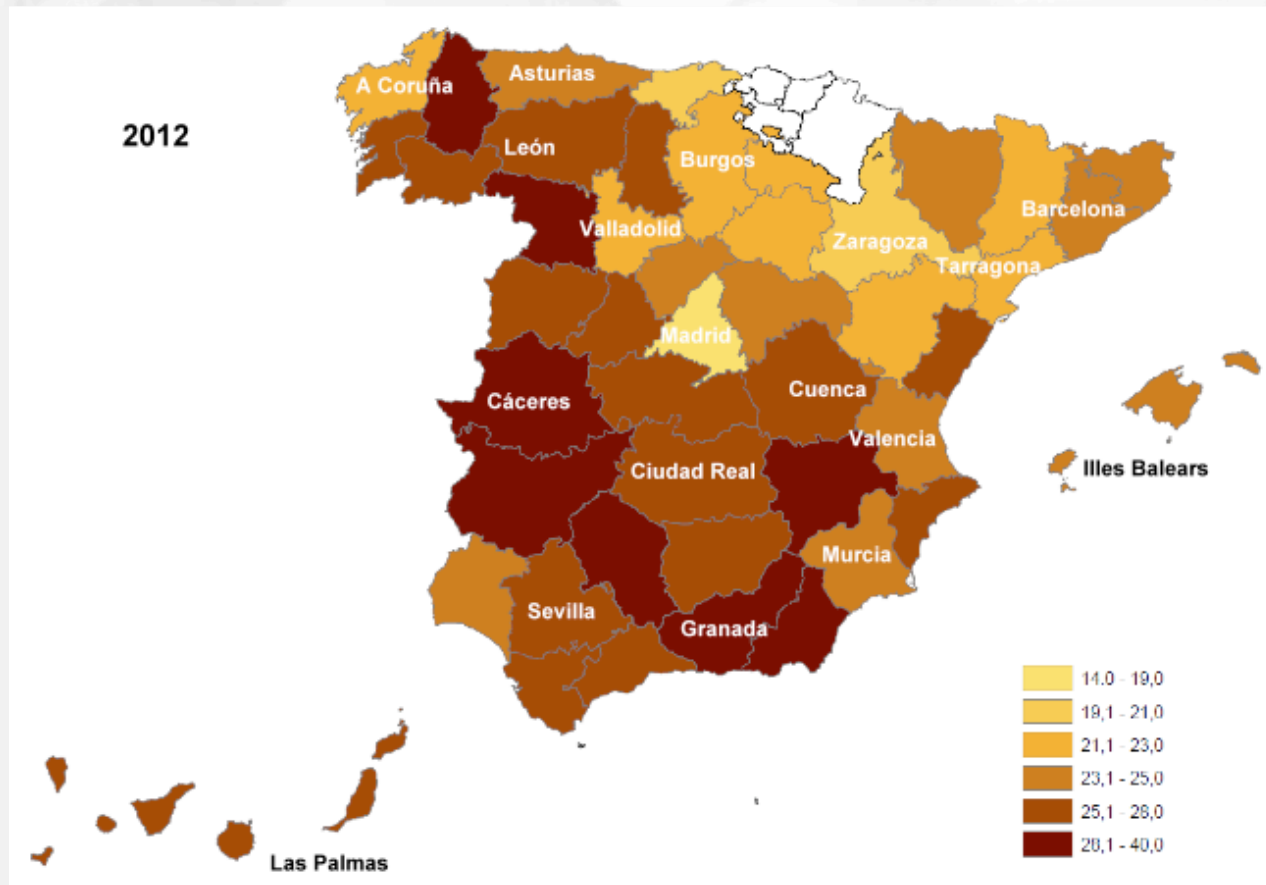 Asturias
A Coruña
2012
León
Burgos
Barcelona
Valladolid
Zaragoza
Tarragona
Madrid
Cuenca
Cáceres
Valencia
Illes Balears
Ciudad Real
Murcia
Sevilla
Granada
14.0 - 19,0
19,1 - 21,0
21,1 - 23,0
23,1 - 25,0
25,1 - 28,0
28,1 - 40,0
Las Palmas